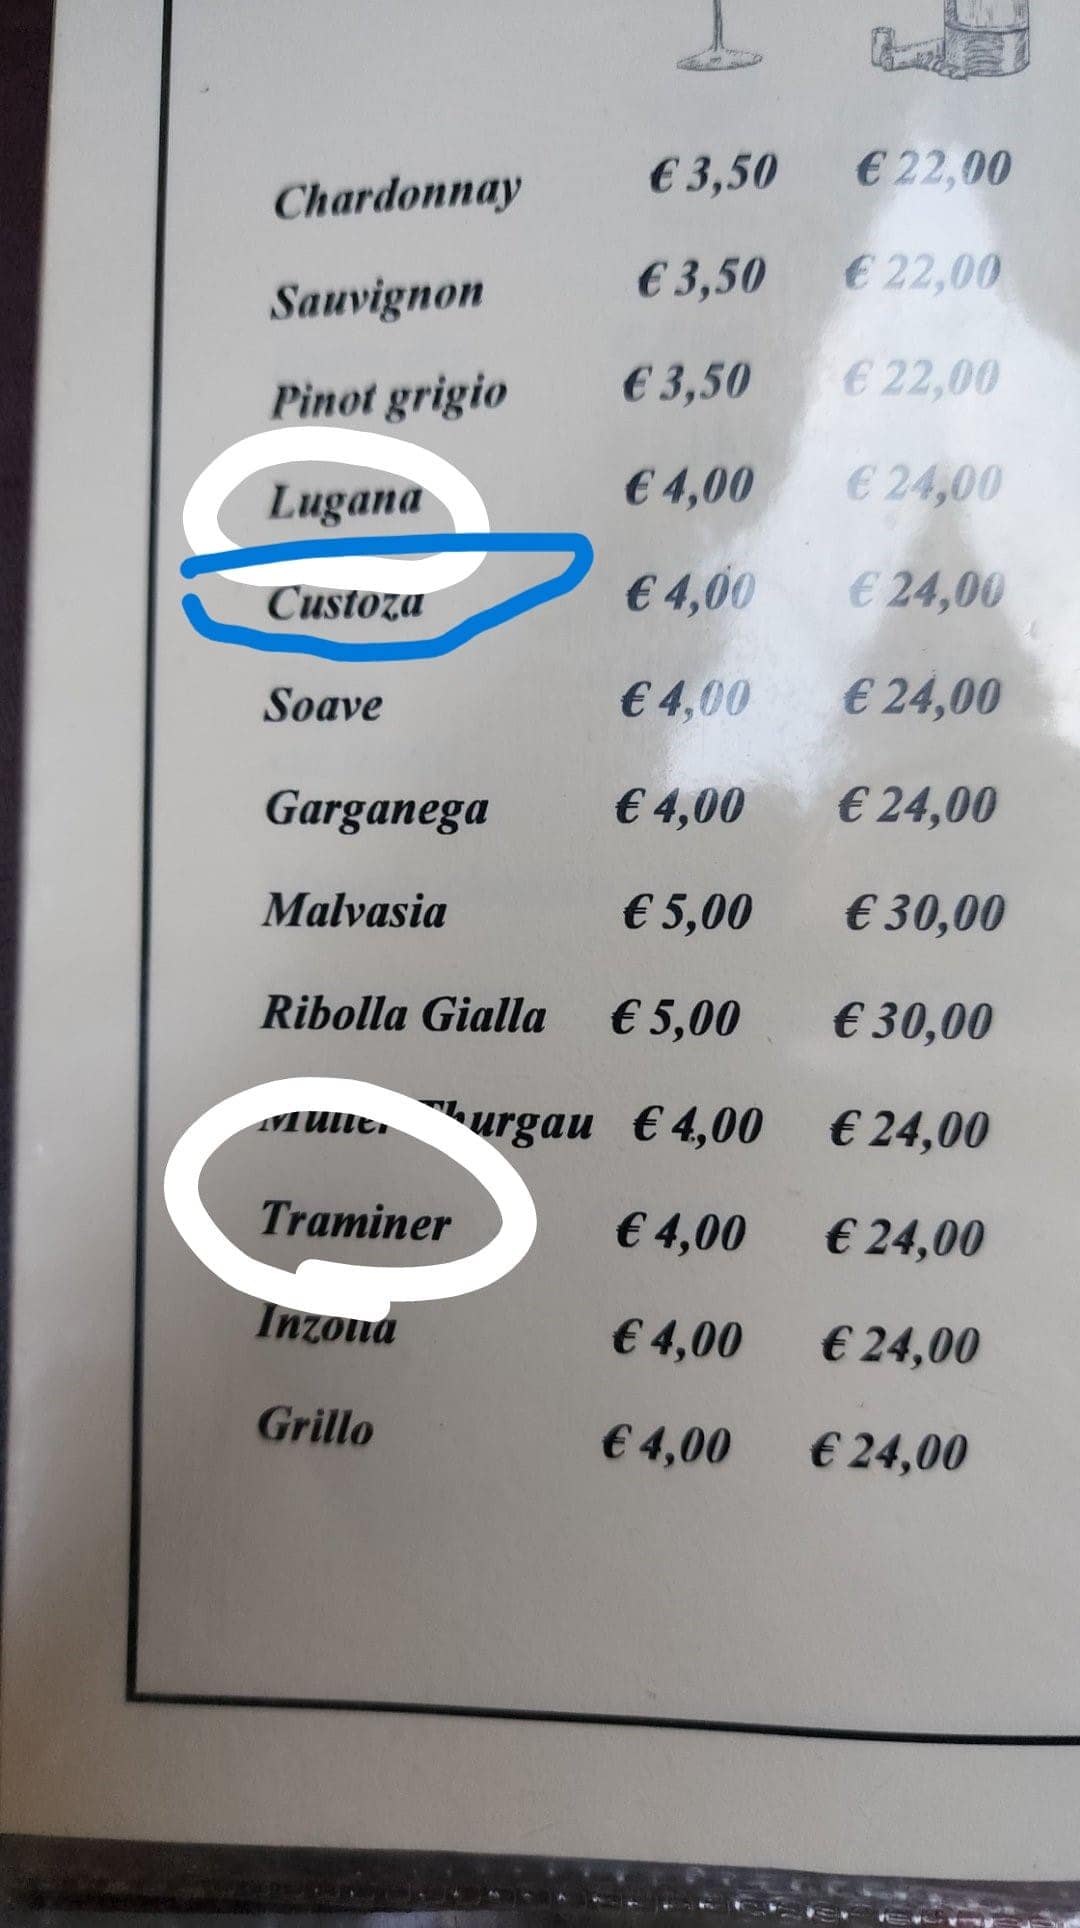 Chardonnay € 3,50 € 22,00
Sauvignon € 3,50 € 22,00
Pinot grigio € 3,50 € 22,00
Lugana € 4,00 € 24,00
Custoza € 4,00 € 24,00
Soave € 4,00 € 24,00
Garganega € 4,00 € 24,00
Malvasia € 5,00 € 30,00
Ribolla Gialla € 5,00 € 30,00
Muller Thurgau € 4,00 € 24,00
Traminer € 4,00 € 24,00
Inzolia € 4,00 € 24,00
Grillo € 4,00 € 24,00